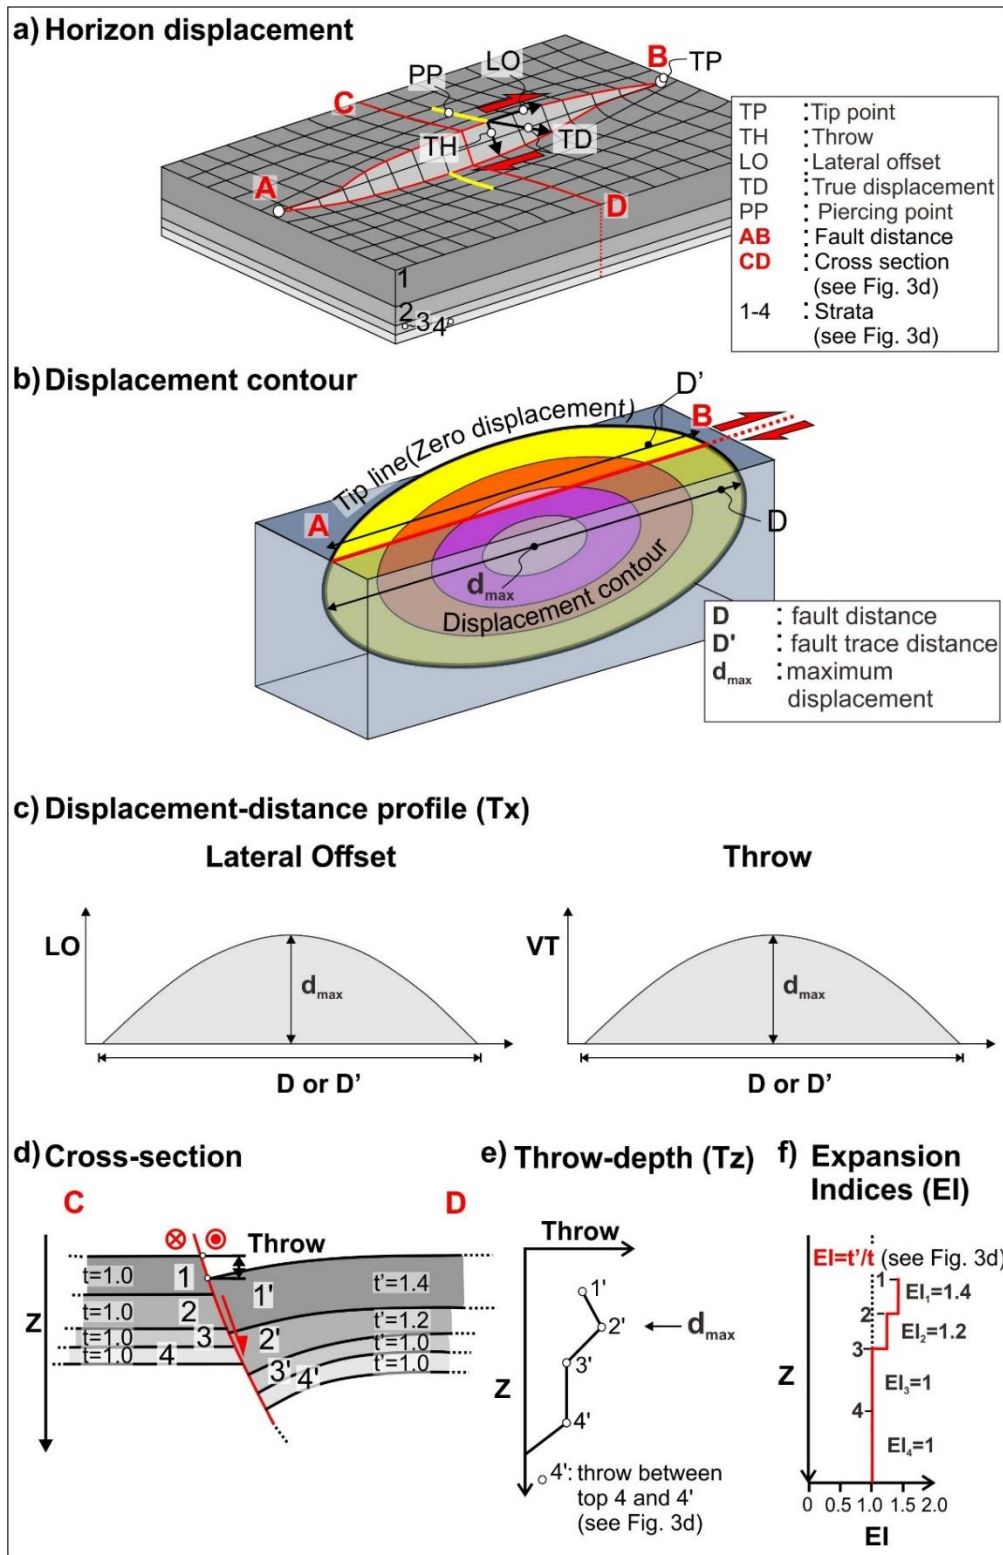 a) Horizon displacement
B
TP
LO
PP
C
TH
TD
A
D
1
2
3
4
TP : Tip point
TH : Throw
LO : Lateral offset
TD : True displacement
PP : Piercing point
AB : Fault distance
CD : Cross section
(see Fig. 3d)
1-4 : Strata
(see Fig. 3d)
b) Displacement contour
D'
B
Tip line(Zero displacement)
A
D
dmax
Displacement contour
D : fault distance
D' : fault trace distance
dmax : maximum
displacement
c) Displacement-distance profile (Tx)
Lateral Offset
Throw
LO
dmax
D or D'
VT
dmax
D or D'
d) Cross-section
C
D
Throw
t=1.0
1
1'
t'=1.4
t=1.0
2
2'
t'=1.2
t=1.0
3
3'
t'=1.0
t=1.0
4
4'
t'=1.0
Z
e) Throw-depth (Tz)
Throw
1'
2'
dmax
3'
4'
Z
4': throw between
top 4 and 4'
(see Fig. 3d)
f) Expansion
Indices (EI)
EI=t'/t (see Fig. 3d)
1
EI1=1.4
2
EI2=1.2
3
EI3=1
4
EI4=1
Z
0 0.5 1.0 1.5 2.0
EI